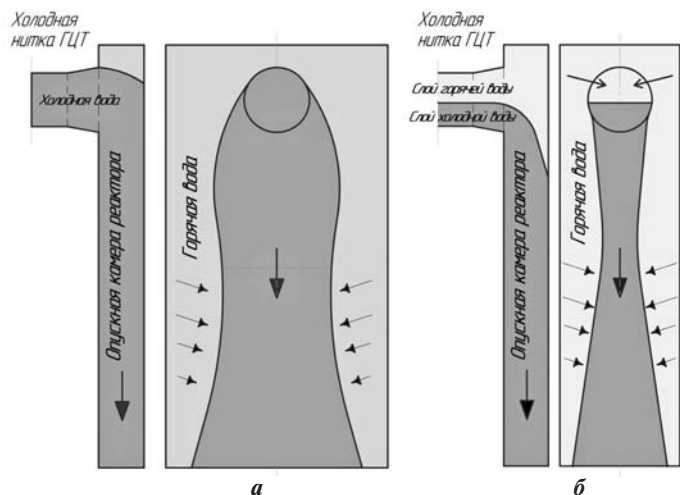 Холодная
нитка ГЦТ
Холодная вода
Опускная камера реактора
Горячая вода
а
Холодная
нитка ГЦТ
Слой горячей воды
Слой холодной воды
Опускная камера реактора
Горячая вода
б